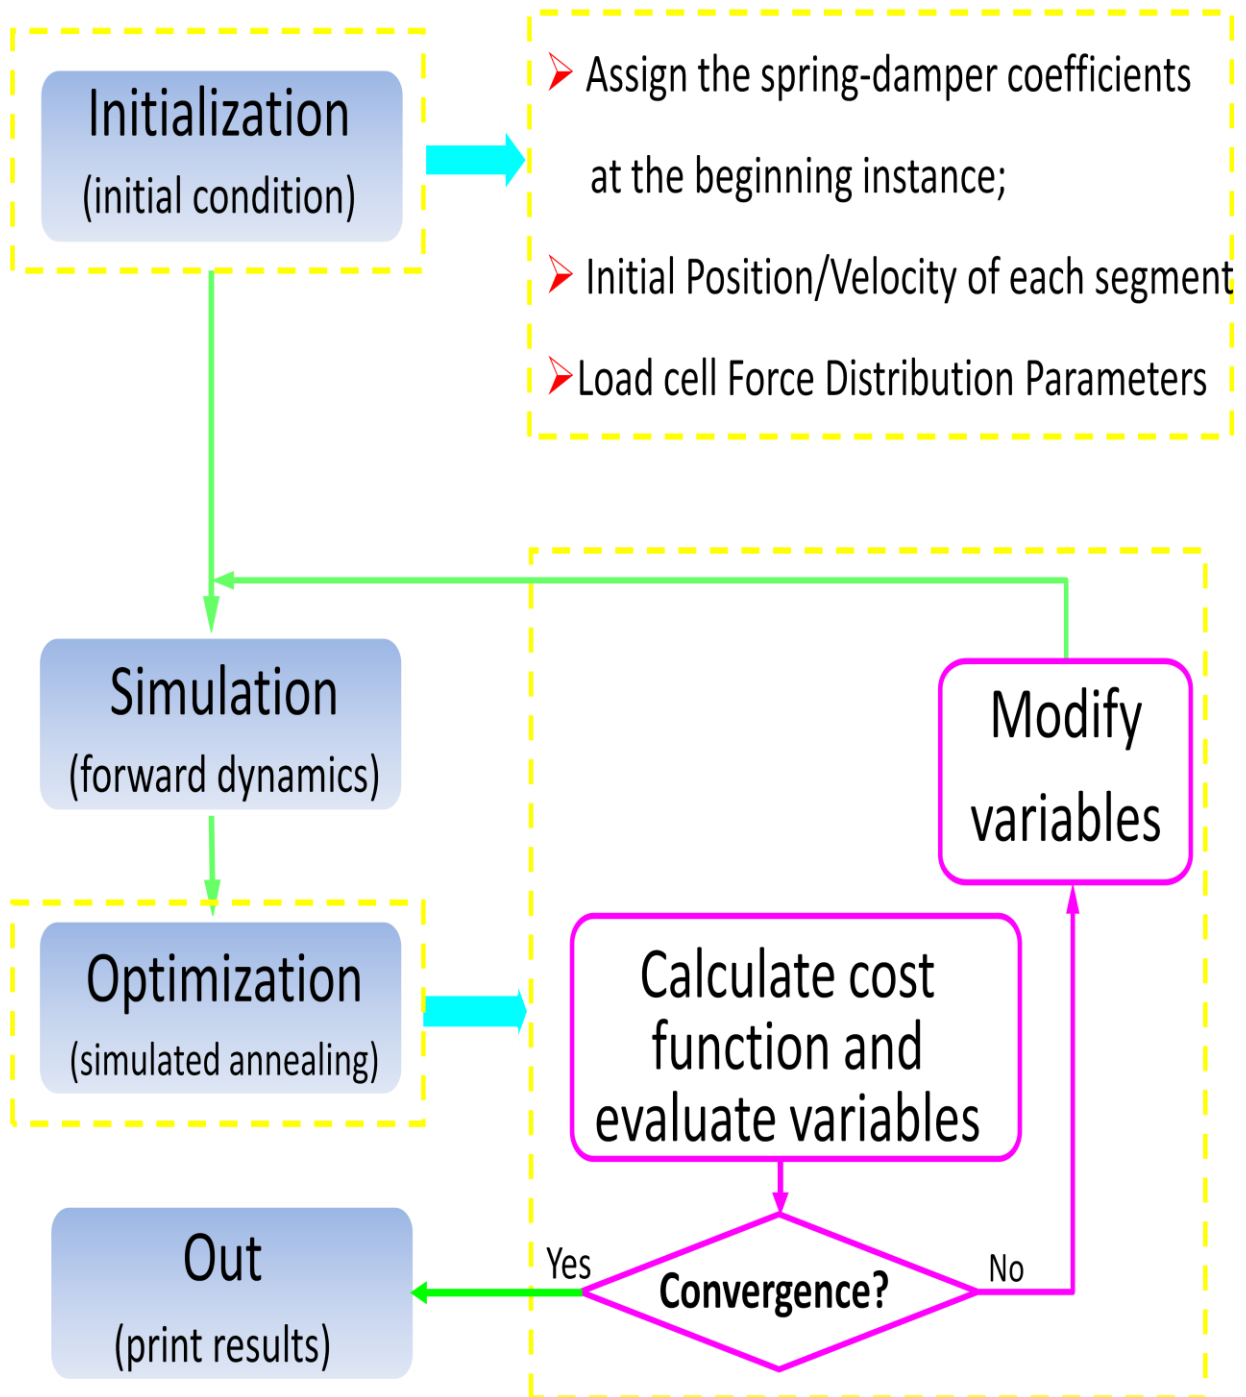 Initialization
(initial condition)
Assign the spring-damper coefficients
at the beginning instance;
Initial Position/Velocity of each segment
Load cell Force Distribution Parameters
Simulation
(forward dynamics)
Modify
variables
Optimization
(simulated annealing)
Calculate cost
function and
evaluate variables
Out
(print results)
Yes
Convergence?
No